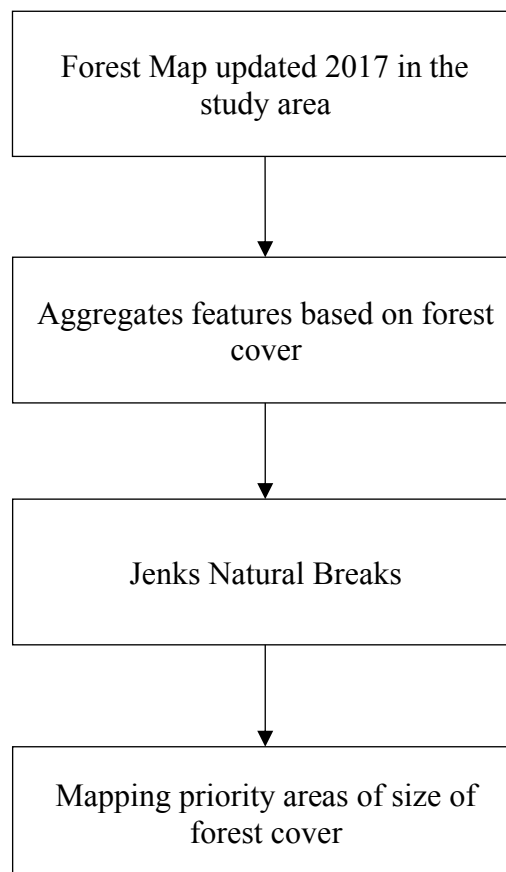 Forest Map updated 2017 in the
study area
Aggregates features based on forest
cover
Jenks Natural Breaks
Mapping priority areas of size of
forest cover